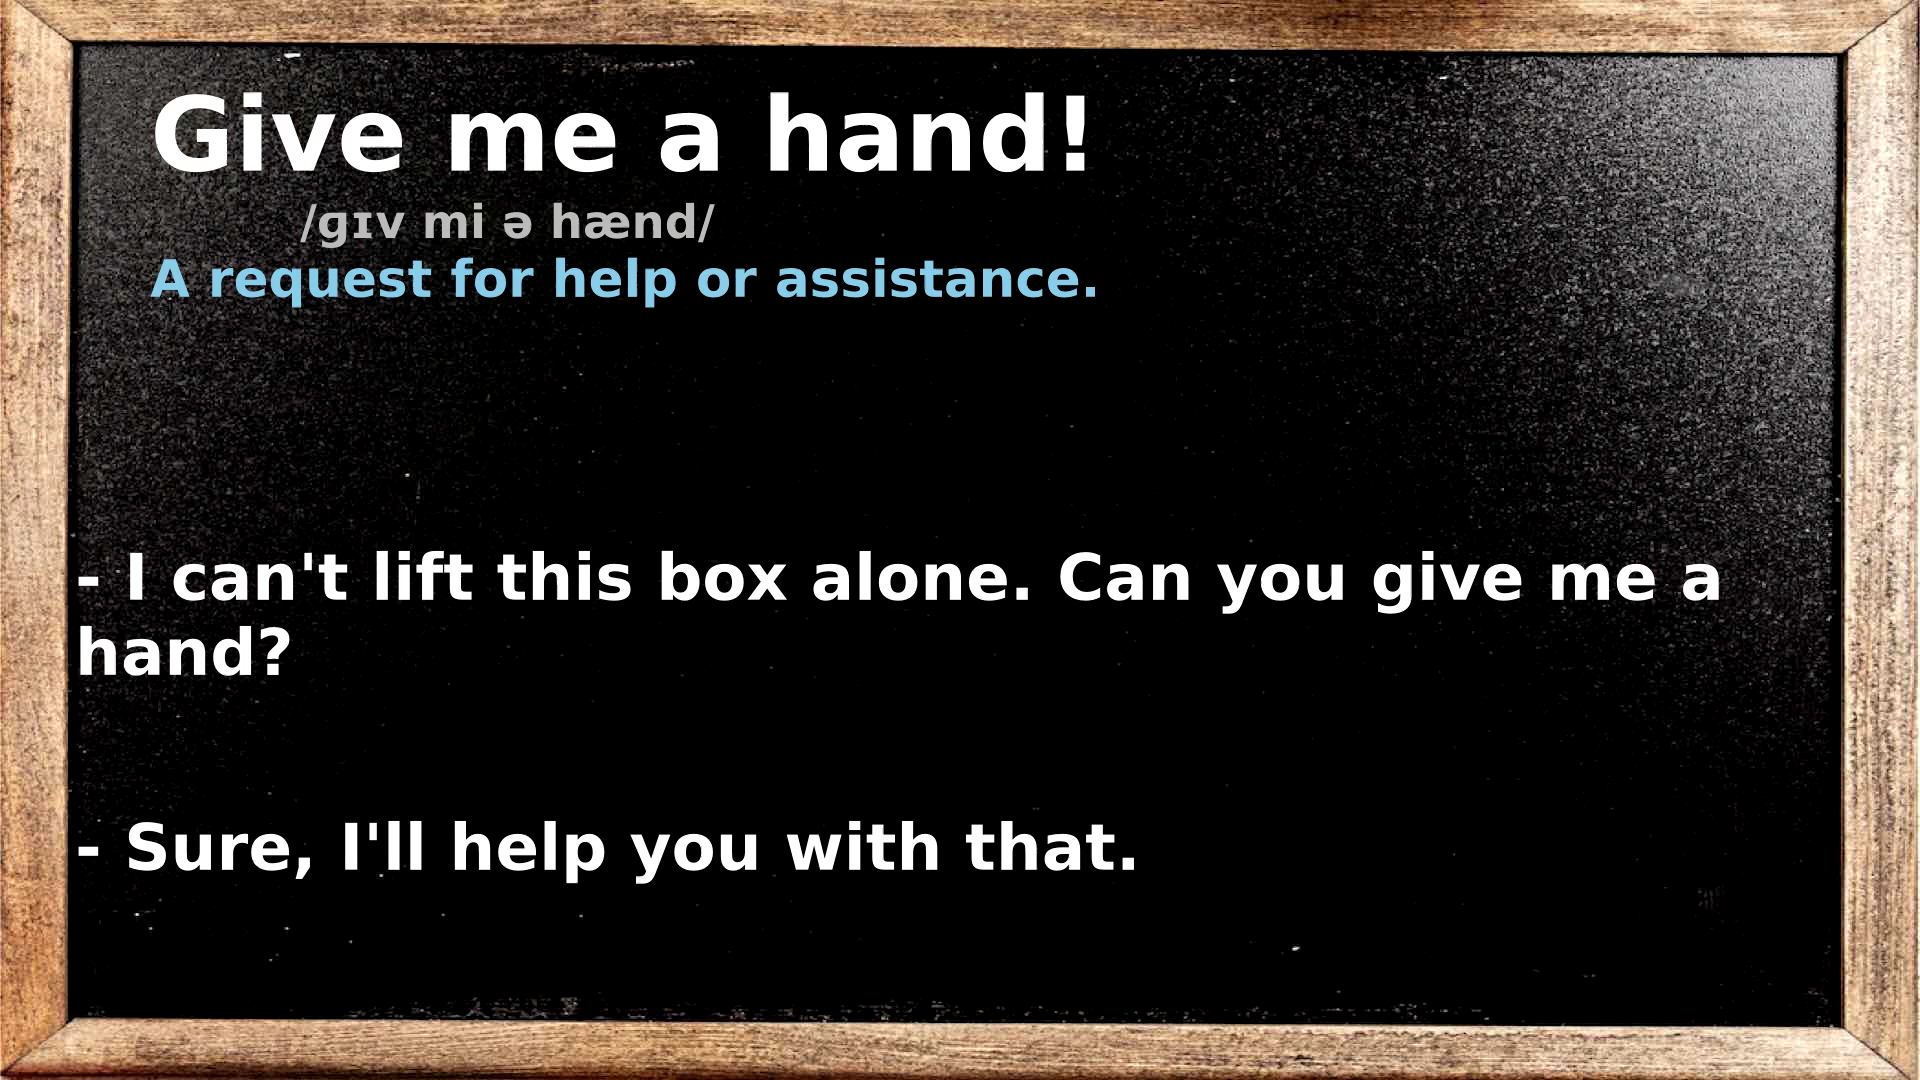 Give me a hand!
/ɡɪv mi ə hænd/
A request for help or assistance.
- I can't lift this box alone. Can you give me a
hand?
- Sure, I'll help you with that.